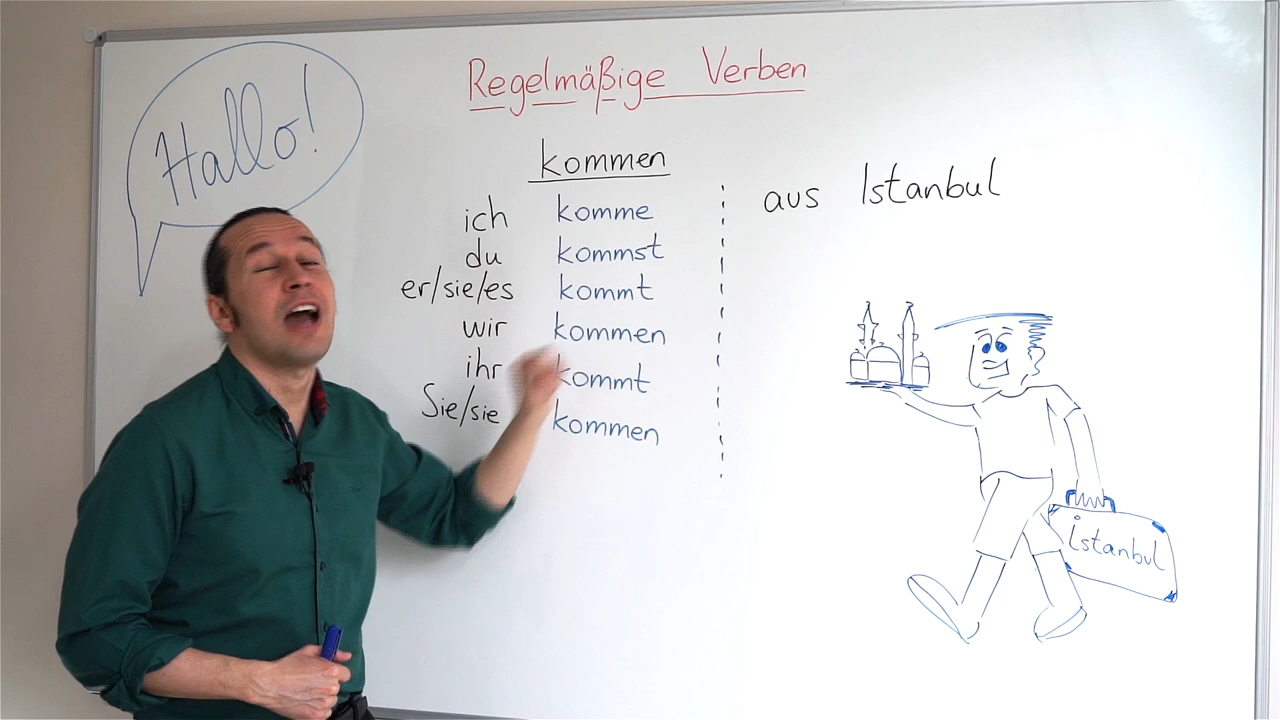 Hallo!
Regelmäßige Verben
kommen
ich komme
du kommst
er/sie/es kommt
wir kommen
ihr kommt
Sie/sie kommen
aus Istanbul
istanbul